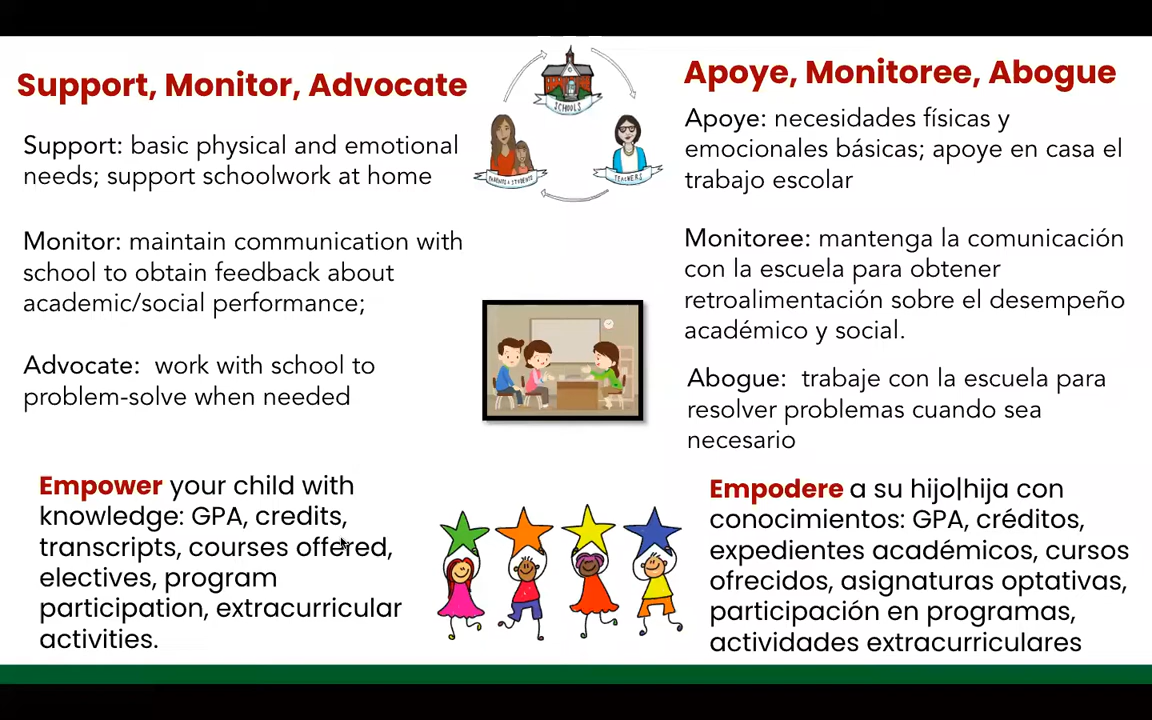 Support, Monitor, Advocate
Support: basic physical and emotional
needs; support schoolwork at home
Monitor: maintain communication with
school to obtain feedback about
academic/social performance;
Advocate:  work with school to
problem-solve when needed
Empower your child with
knowledge: GPA, credits,
transcripts, courses offered,
electives, program
participation, extracurricular
activities.
SCHOOLS
PARENTS & STUDENTS
TEACHERS
Apoye, Monitoree, Abogue
Apoye: necesidades físicas y
emocionales básicas; apoye en casa el
trabajo escolar
Monitoree: mantenga la comunicación
con la escuela para obtener
retroalimentación sobre el desempeño
académico y social.
Abogue:  trabaje con la escuela para
resolver problemas cuando sea
necesario
Empodere a su hijo|hija con
conocimientos: GPA, créditos,
expedientes académicos, cursos
ofrecidos, asignaturas optativas,
participación en programas,
actividades extracurriculares